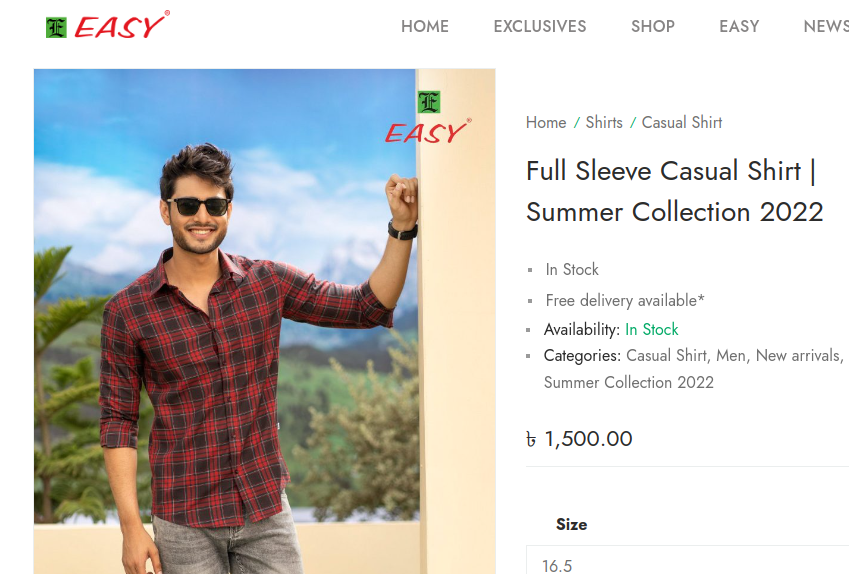 E EASY®
HOME EXCLUSIVES SHOP EASY NEWS
E
EASY®
Home / Shirts / Casual Shirt
Full Sleeve Casual Shirt |
Summer Collection 2022
In Stock
Free delivery available*
Availability: In Stock
Categories: Casual Shirt, Men, New arrivals,
Summer Collection 2022
৳ 1,500.00
Size
16.5